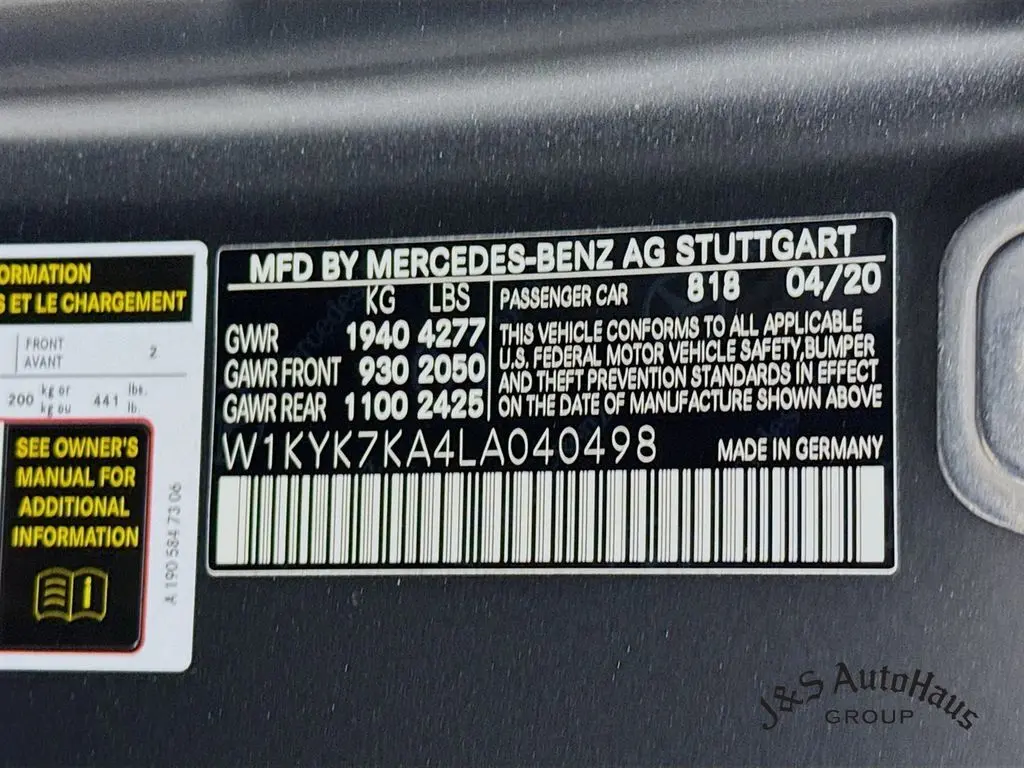 ORMATION
S ET LE CHARGEMENT
FRONT 2
AVANT
200 kg or 441 lbs.
kg ou lb.
SEE OWNER'S
MANUAL FOR
ADDITIONAL
INFORMATION
A 190 584 73 06
MFD BY MERCEDES-BENZ AG STUTTGART
KG LBS
GWWR 1940 4277
GAWR FRONT 930 2050
GAWR REAR 1100 2425
PASSENGER CAR 818 04/20
THIS VEHICLE CONFORMS TO ALL APPLICABLE
U.S. FEDERAL MOTOR VEHICLE SAFETY,BUMPER
AND THEFT PREVENTION STANDARDS IN EFFECT
ON THE DATE OF MANUFACTURE SHOWN ABOVE
W1KYK7KA4LA040498 MADE IN GERMANY
J&S AutoHaus
GROUP